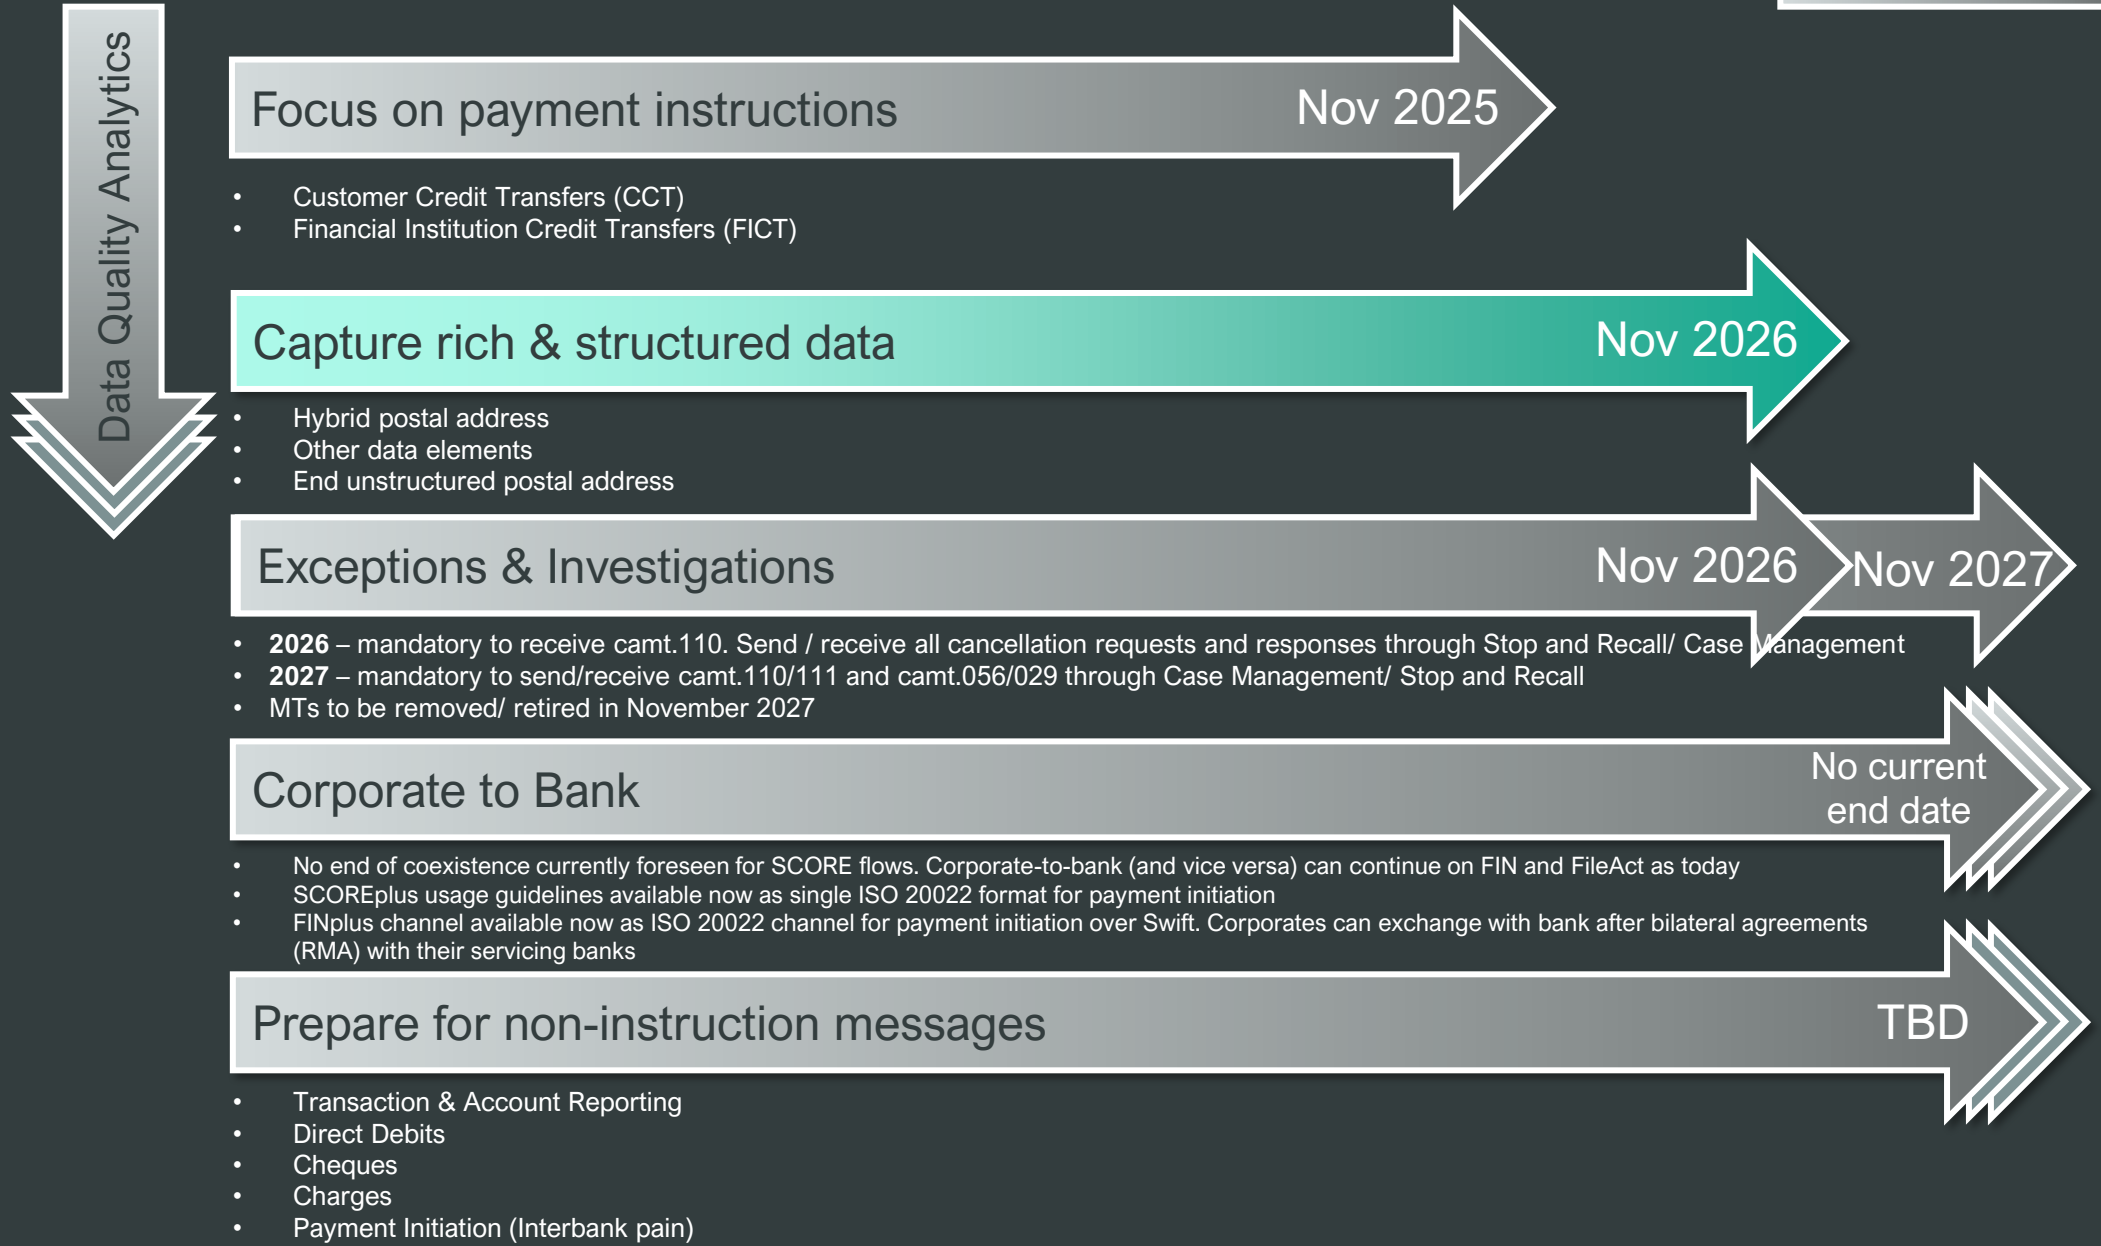 Data Quality Analytics
Focus on payment instructions Nov 2025
• Customer Credit Transfers (CCT)
• Financial Institution Credit Transfers (FICT)
Capture rich & structured data Nov 2026
• Hybrid postal address
• Other data elements
• End unstructured postal address
Exceptions & Investigations Nov 2026 Nov 2027
• 2026 – mandatory to receive camt.110. Send / receive all cancellation requests and responses through Stop and Recall/ Case Management
• 2027 – mandatory to send/receive camt.110/111 and camt.056/029 through Case Management/ Stop and Recall
• MTs to be removed/ retired in November 2027
Corporate to Bank
No current
end date
• No end of coexistence currently foreseen for SCORE flows. Corporate-to-bank (and vice versa) can continue on FIN and FileAct as today
• SCOREplus usage guidelines available now as single ISO 20022 format for payment initiation
• FINplus channel available now as ISO 20022 channel for payment initiation over Swift. Corporates can exchange with bank after bilateral agreements
(RMA) with their servicing banks
Prepare for non-instruction messages TBD
• Transaction & Account Reporting
• Direct Debits
• Cheques
• Charges
• Payment Initiation (Interbank pain)